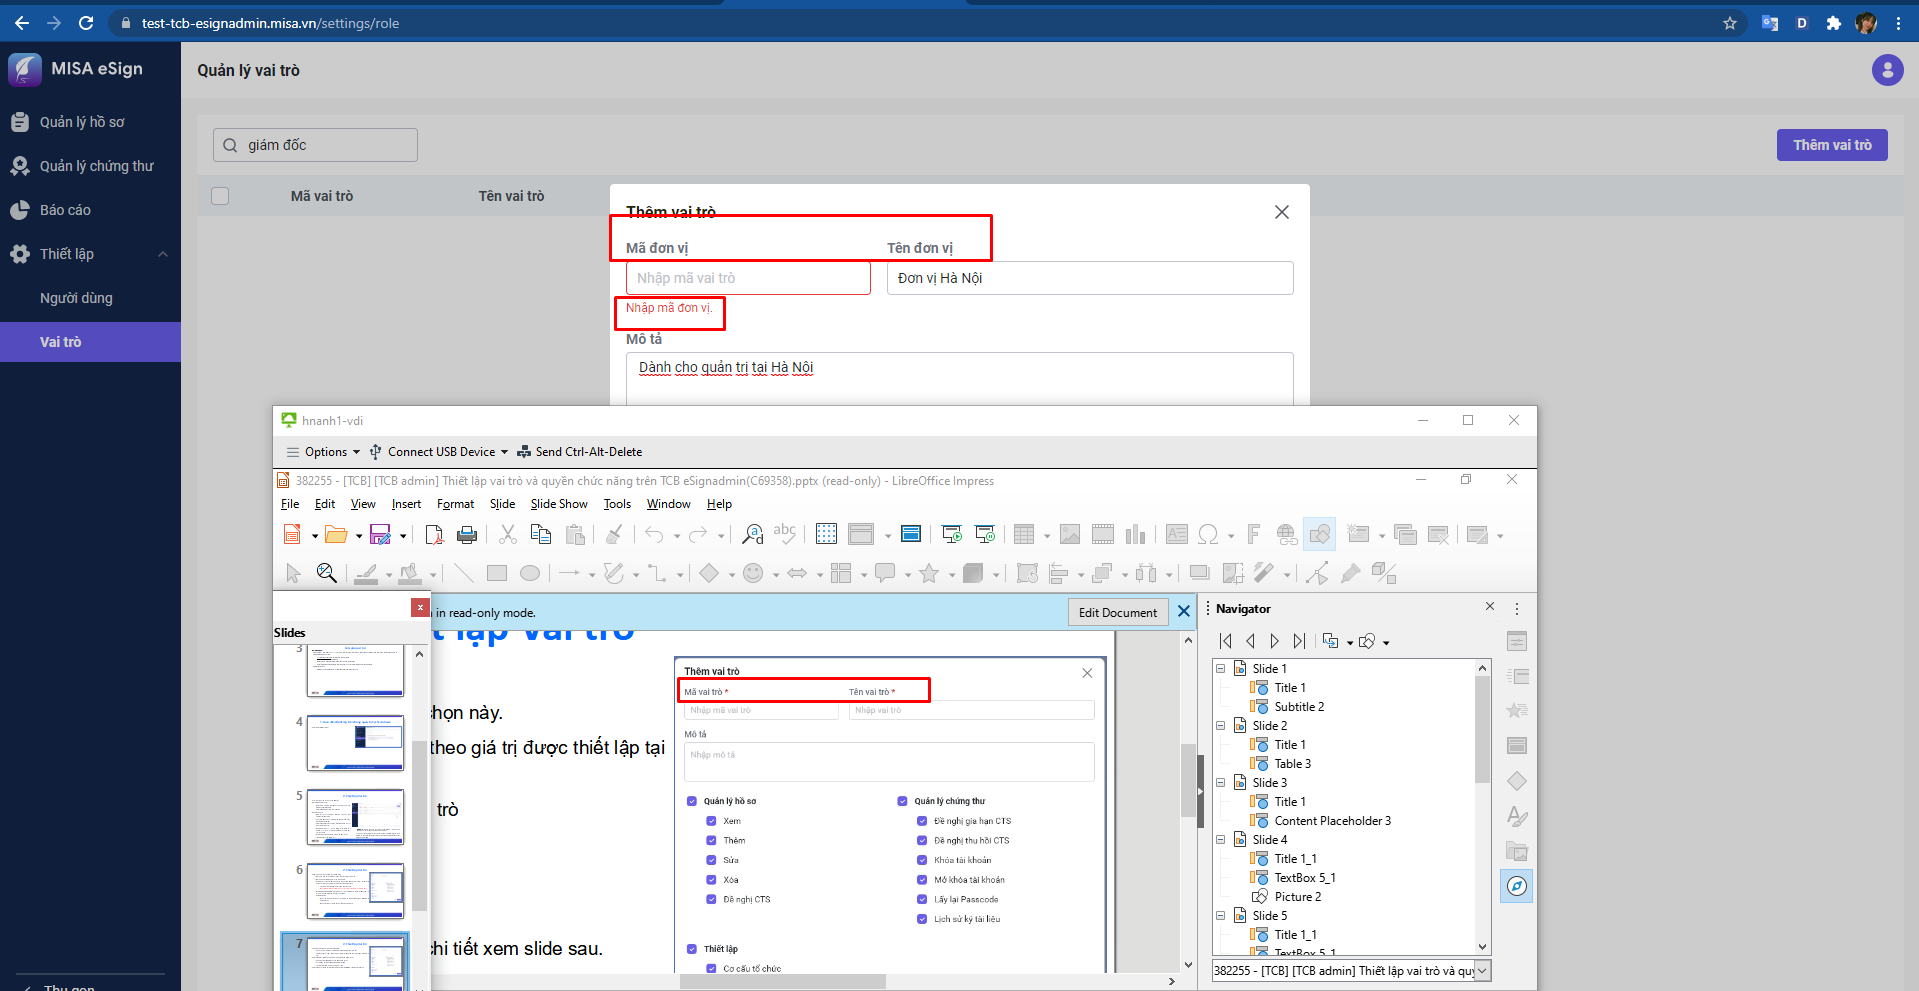 test-tcb-esignadmin.misa.vn/settings/role
MISA eSign
Quản lý vai trò
Quản lý hồ sơ
Quản lý chứng thư
Báo cáo
Thiết lập
Người dùng
Vai trò
giám đốc
Thêm vai trò
Mã vai trò
Tên vai trò
Thêm vai trò
Mã đơn vị
Tên đơn vị
Nhập mã vai trò
Đơn vị Hà Nội
Nhập mã đơn vị.
Mô tả
Dành cho quản trị tại Hà Nội
hnanh1-vdi
Options
Connect USB Device
Send Ctrl-Alt-Delete
382255 - [TCB] [TCB admin] Thiết lập vai trò và quyền chức năng trên TCB eSignadmin(C69358).pptx (read-only) - LibreOffice Impress
File Edit View Insert Format Slide Slide Show Tools Window Help
in read-only mode.
Edit Document
Slides
3
4
5
6
7
t lập vai trò
chọn này.
theo giá trị được thiết lập tại
trò
chi tiết xem slide sau.
Thêm vai trò
Mã vai trò *
Tên vai trò *
Nhập mã vai trò
Nhập vai trò
Mô tả
Nhập mô tả
Quản lý hồ sơ
Xem
Thêm
Sửa
Xóa
Đề nghị CTS
Quản lý chứng thư
Đề nghị gia hạn CTS
Đề nghị thu hồi CTS
Khóa tài khoản
Mở khóa tài khoản
Lấy lại Passcode
Lịch sử ký tài liệu
Thiết lập
Cơ cấu tổ chức
Navigator
Slide 1
Title 1
Subtitle 2
Slide 2
Title 1
Table 3
Slide 3
Title 1
Content Placeholder 3
Slide 4
Title 1_1
TextBox 5_1
Picture 2
Slide 5
Title 1_1
TextBox 5_1
382255 - [TCB] [TCB admin] Thiết lập vai trò và quy
Thu gọn